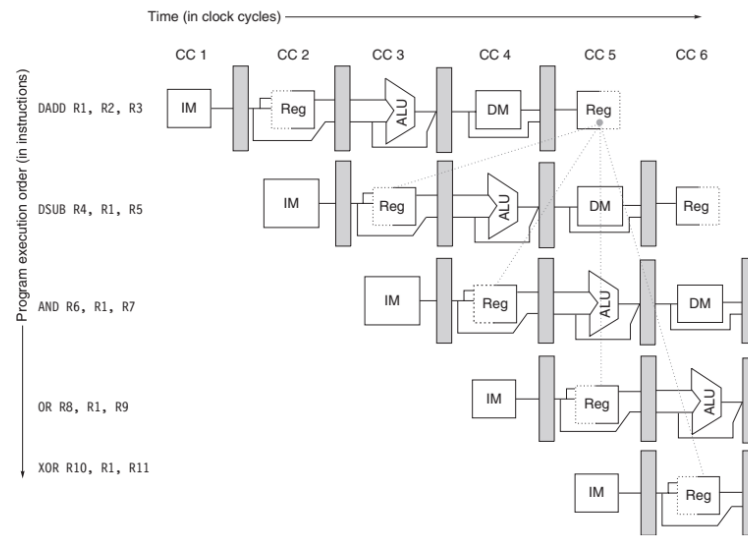 Time (in clock cycles)
CC 1 CC 2 CC 3 CC 4 CC 5 CC 6
Program execution order (in instructions)
DADD R1, R2, R3 IM Reg ALU DM Reg
DSUB R4, R1, R5 IM Reg ALU DM Reg
AND R6, R1, R7 IM Reg ALU DM
OR R8, R1, R9 IM Reg ALU
XOR R10, R1, R11 IM Reg